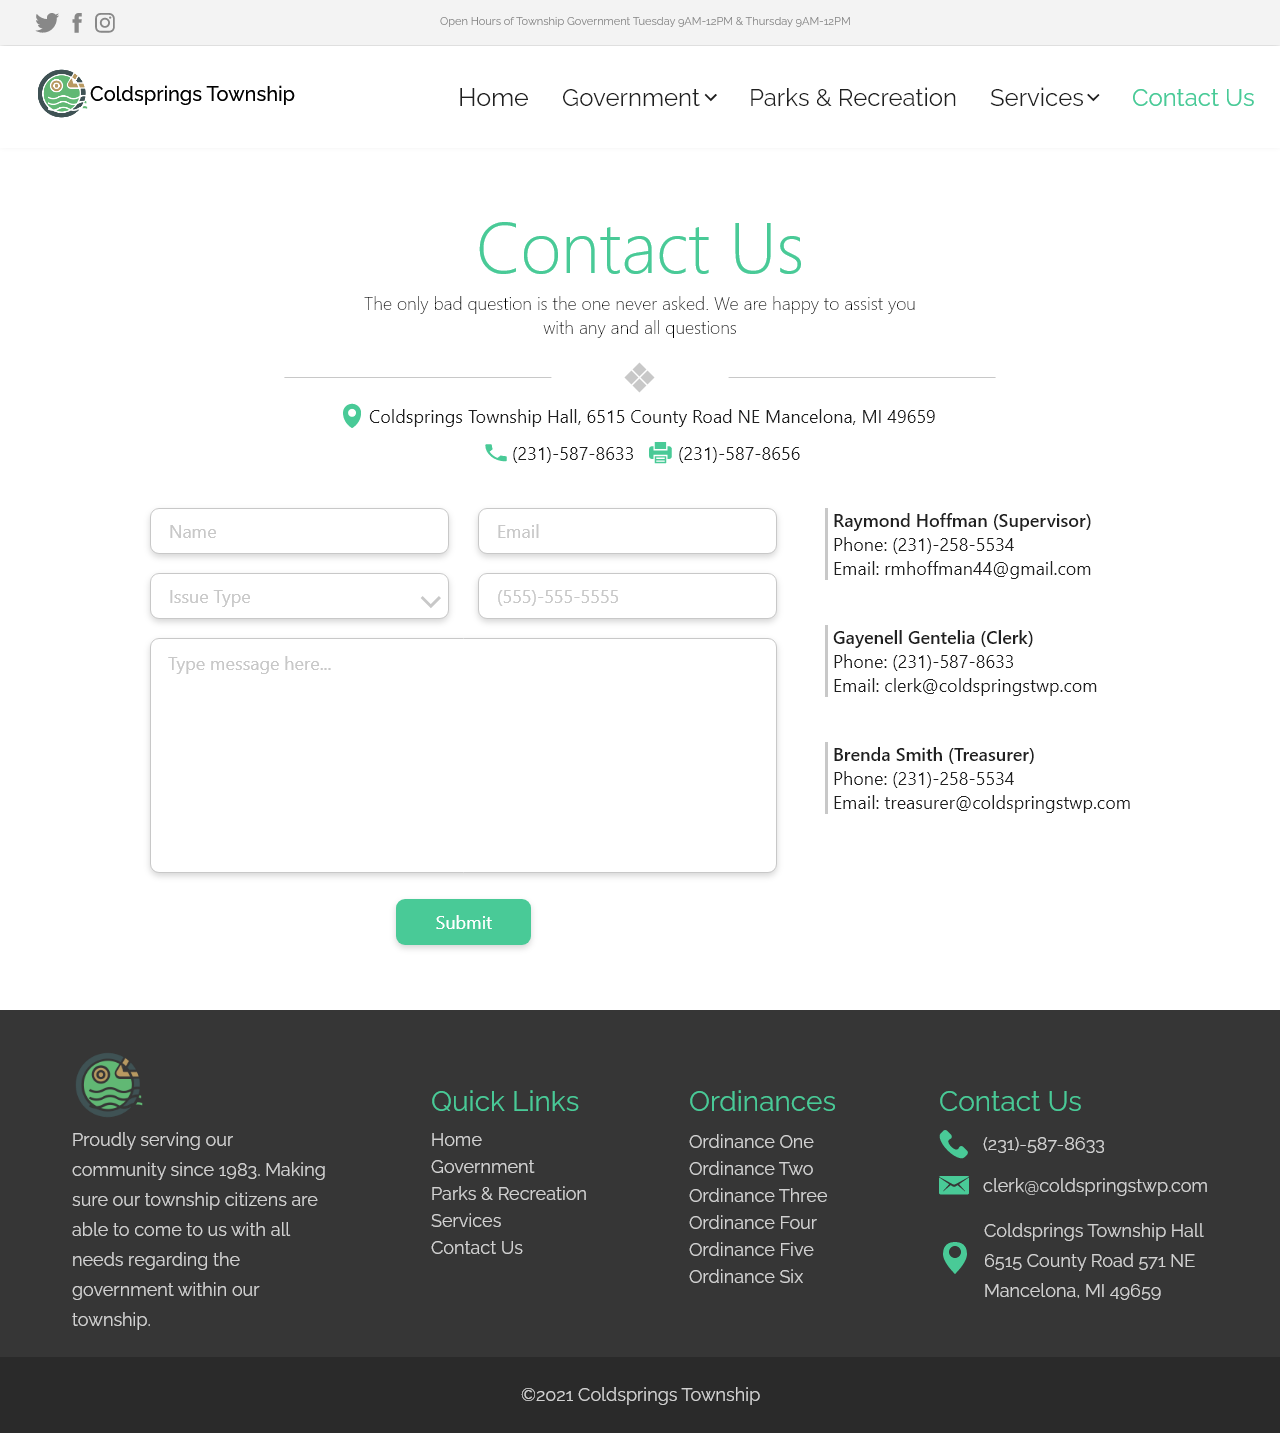 Open Hours of Township Government Tuesday 9AM-12PM & Thursday 9AM-12PM
Coldsprings Township
Home
Government
Parks & Recreation
Services
Contact Us
Contact Us
The only bad question is the one never asked. We are happy to assist you
with any and all questions
Coldsprings Township Hall, 6515 County Road NE Mancelona, MI 49659
(231)-587-8633
(231)-587-8656
Name
Email
Issue Type
(555)-555-5555
Type message here...
Submit
Raymond Hoffman (Supervisor)
Phone: (231)-258-5534
Email: rmhoffman44@gmail.com
Gayenell Gentelia (Clerk)
Phone: (231)-587-8633
Email: clerk@coldspringstwp.com
Brenda Smith (Treasurer)
Phone: (231)-258-5534
Email: treasurer@coldspringstwp.com
Proudly serving our
community since 1983. Making
sure our township citizens are
able to come to us with all
needs regarding the
government within our
township.
Quick Links
Home
Government
Parks & Recreation
Services
Contact Us
Ordinances
Ordinance One
Ordinance Two
Ordinance Three
Ordinance Four
Ordinance Five
Ordinance Six
Contact Us
(231)-587-8633
clerk@coldspringstwp.com
Coldsprings Township Hall
6515 County Road 571 NE
Mancelona, MI 49659
©2021 Coldsprings Township